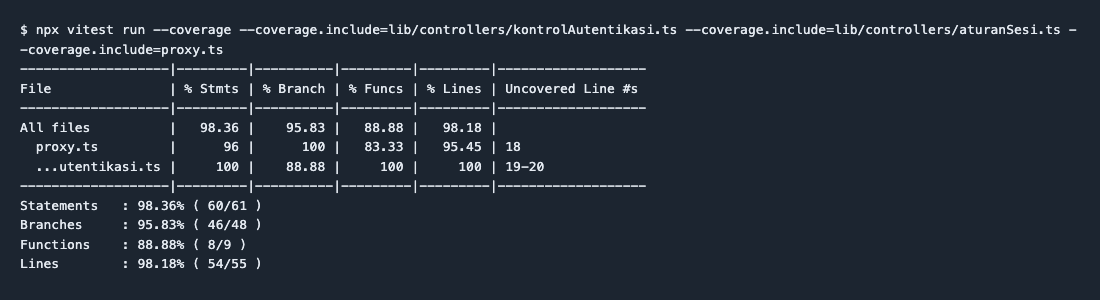 $ npx vitest run --coverage --coverage.include=lib/controllers/kontrolAutentikasi.ts --coverage.include=lib/controllers/aturanSesi.ts -
-coverage.include=proxy.ts
-------------------|---------|----------|---------|---------|-------------------
File               | % Stmts | % Branch | % Funcs | % Lines | Uncovered Line #s
-------------------|---------|----------|---------|---------|-------------------
All files          |   98.36 |    95.83 |   88.88 |   98.18 |
  proxy.ts         |      96 |      100 |   83.33 |   95.45 | 18
  ...utentikasi.ts |     100 |    88.88 |     100 |     100 | 19-20
-------------------|---------|----------|---------|---------|-------------------
Statements   : 98.36% ( 60/61 )
Branches     : 95.83% ( 46/48 )
Functions    : 88.88% ( 8/9 )
Lines        : 98.18% ( 54/55 )